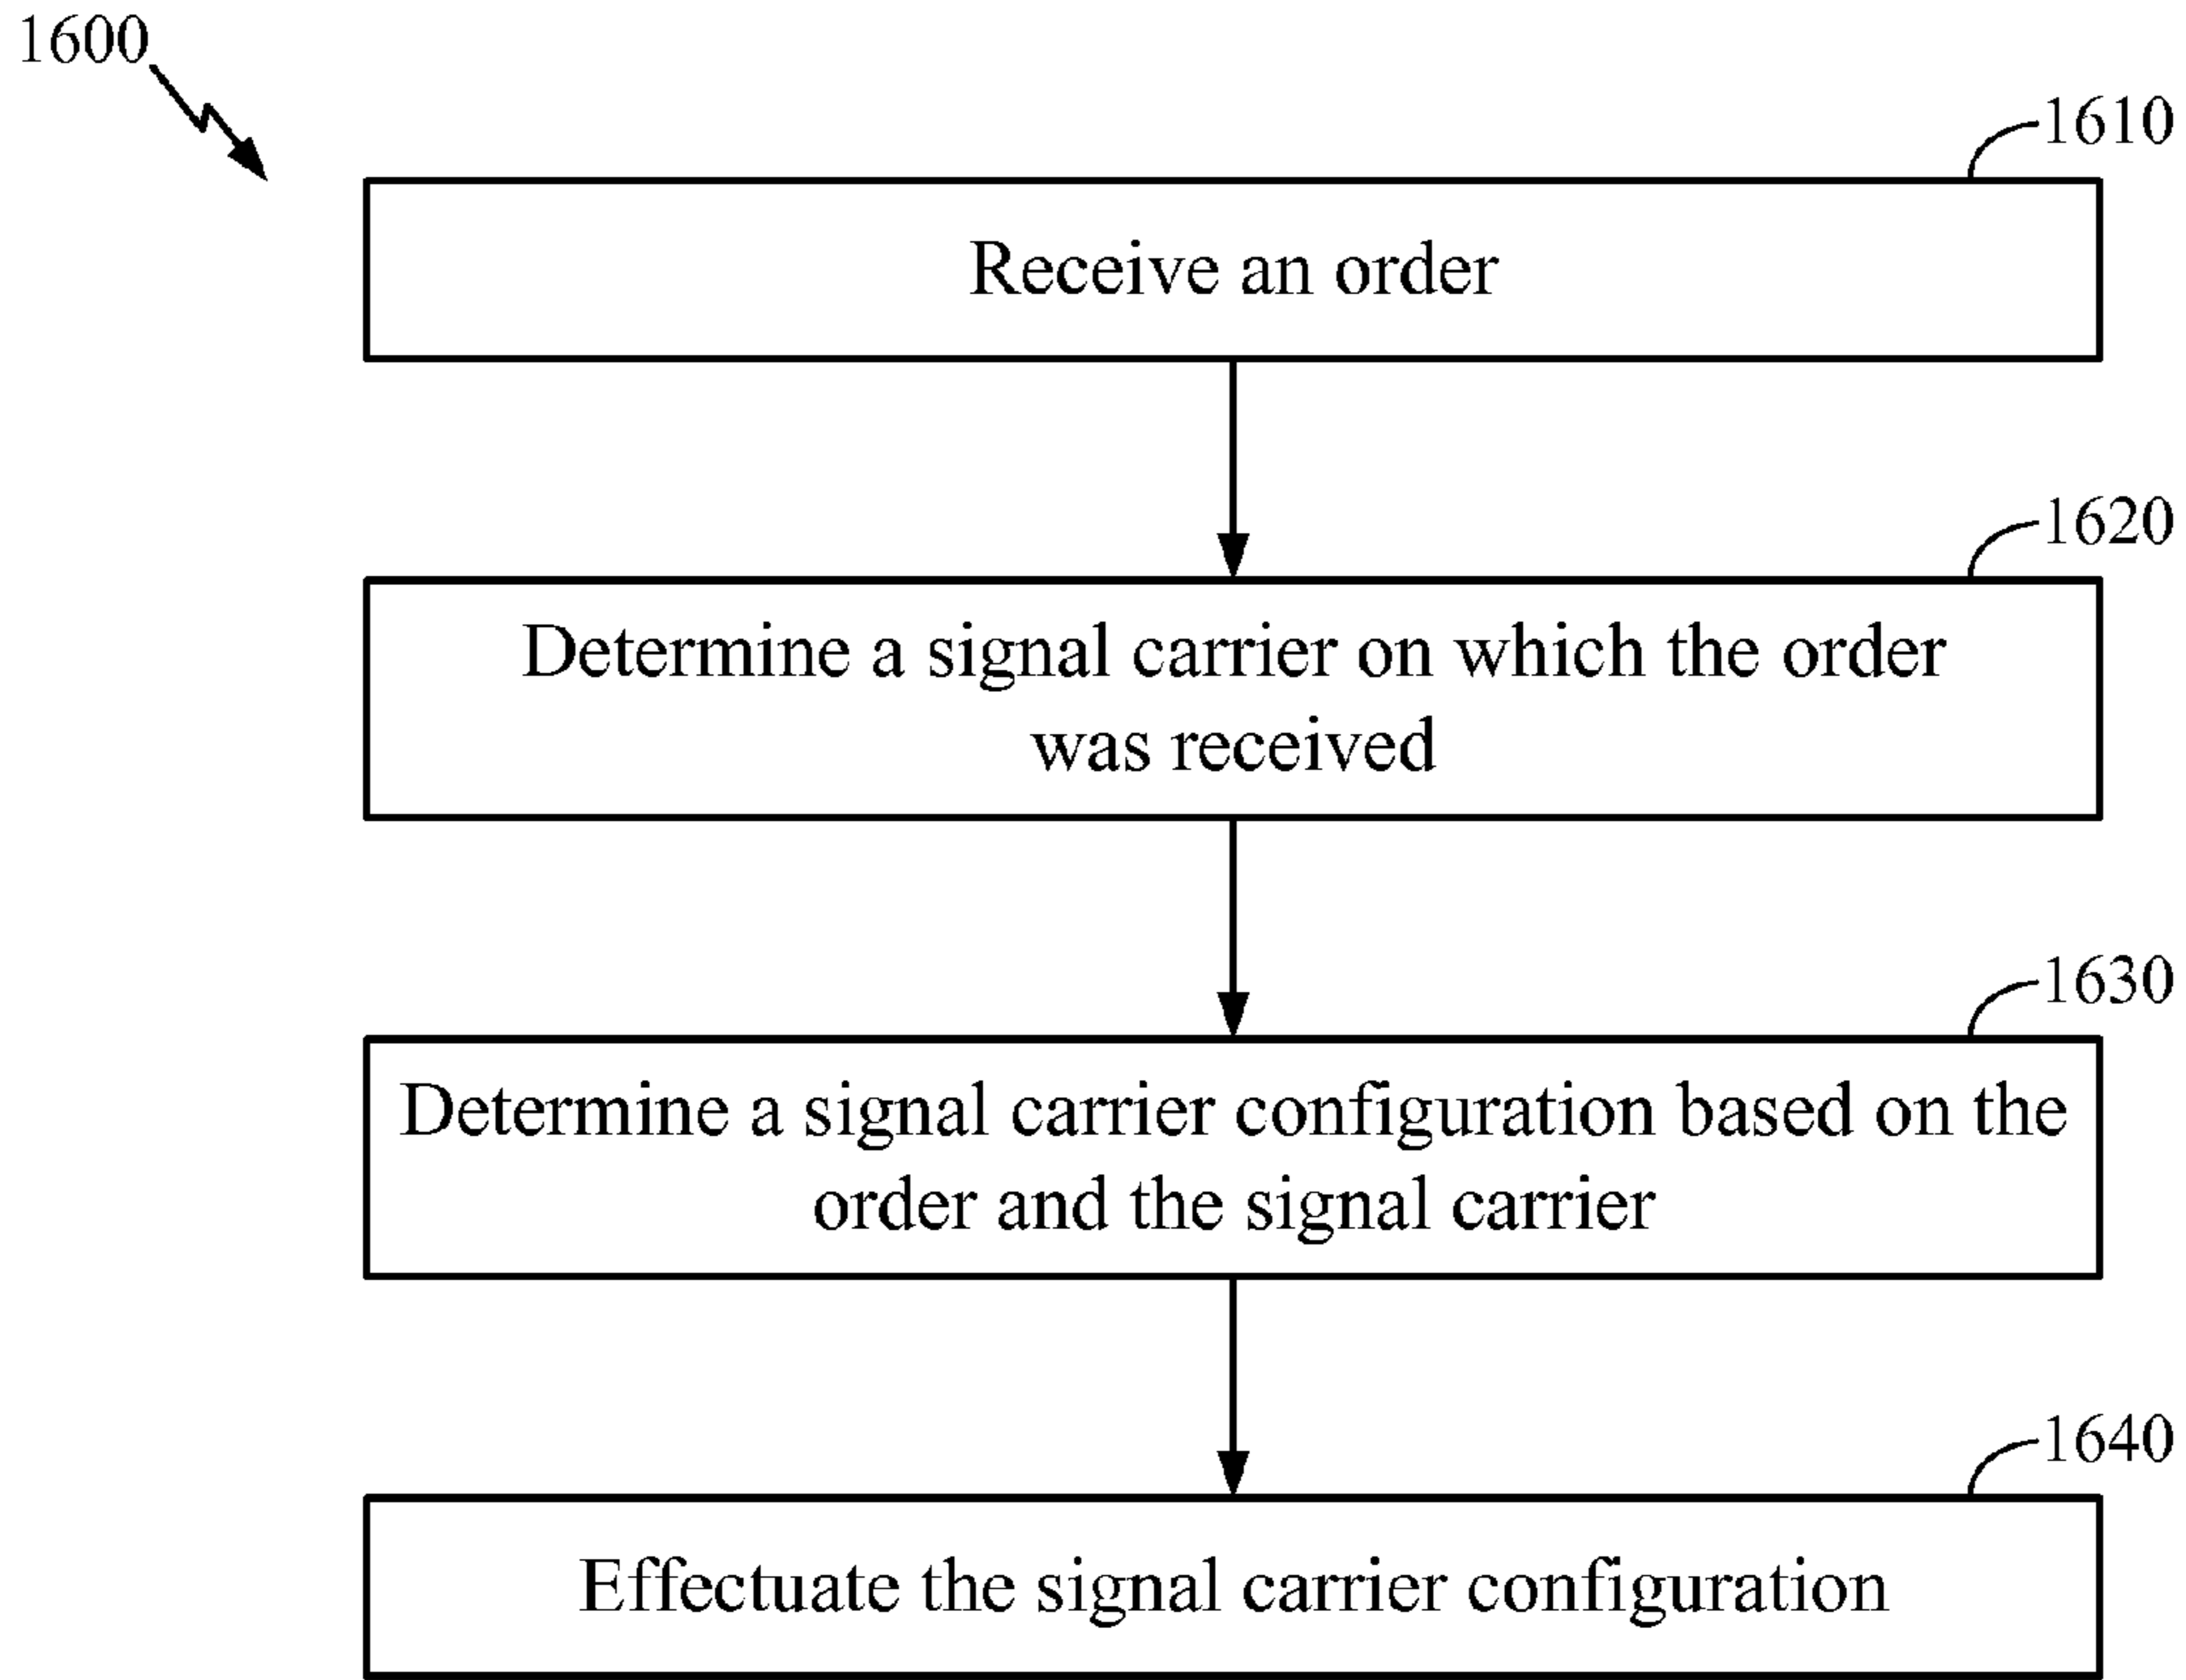 1600
1610
Receive an order
1620
Determine a signal carrier on which the order
was received
1630
Determine a signal carrier configuration based on the
order and the signal carrier
1640
Effectuate the signal carrier configuration